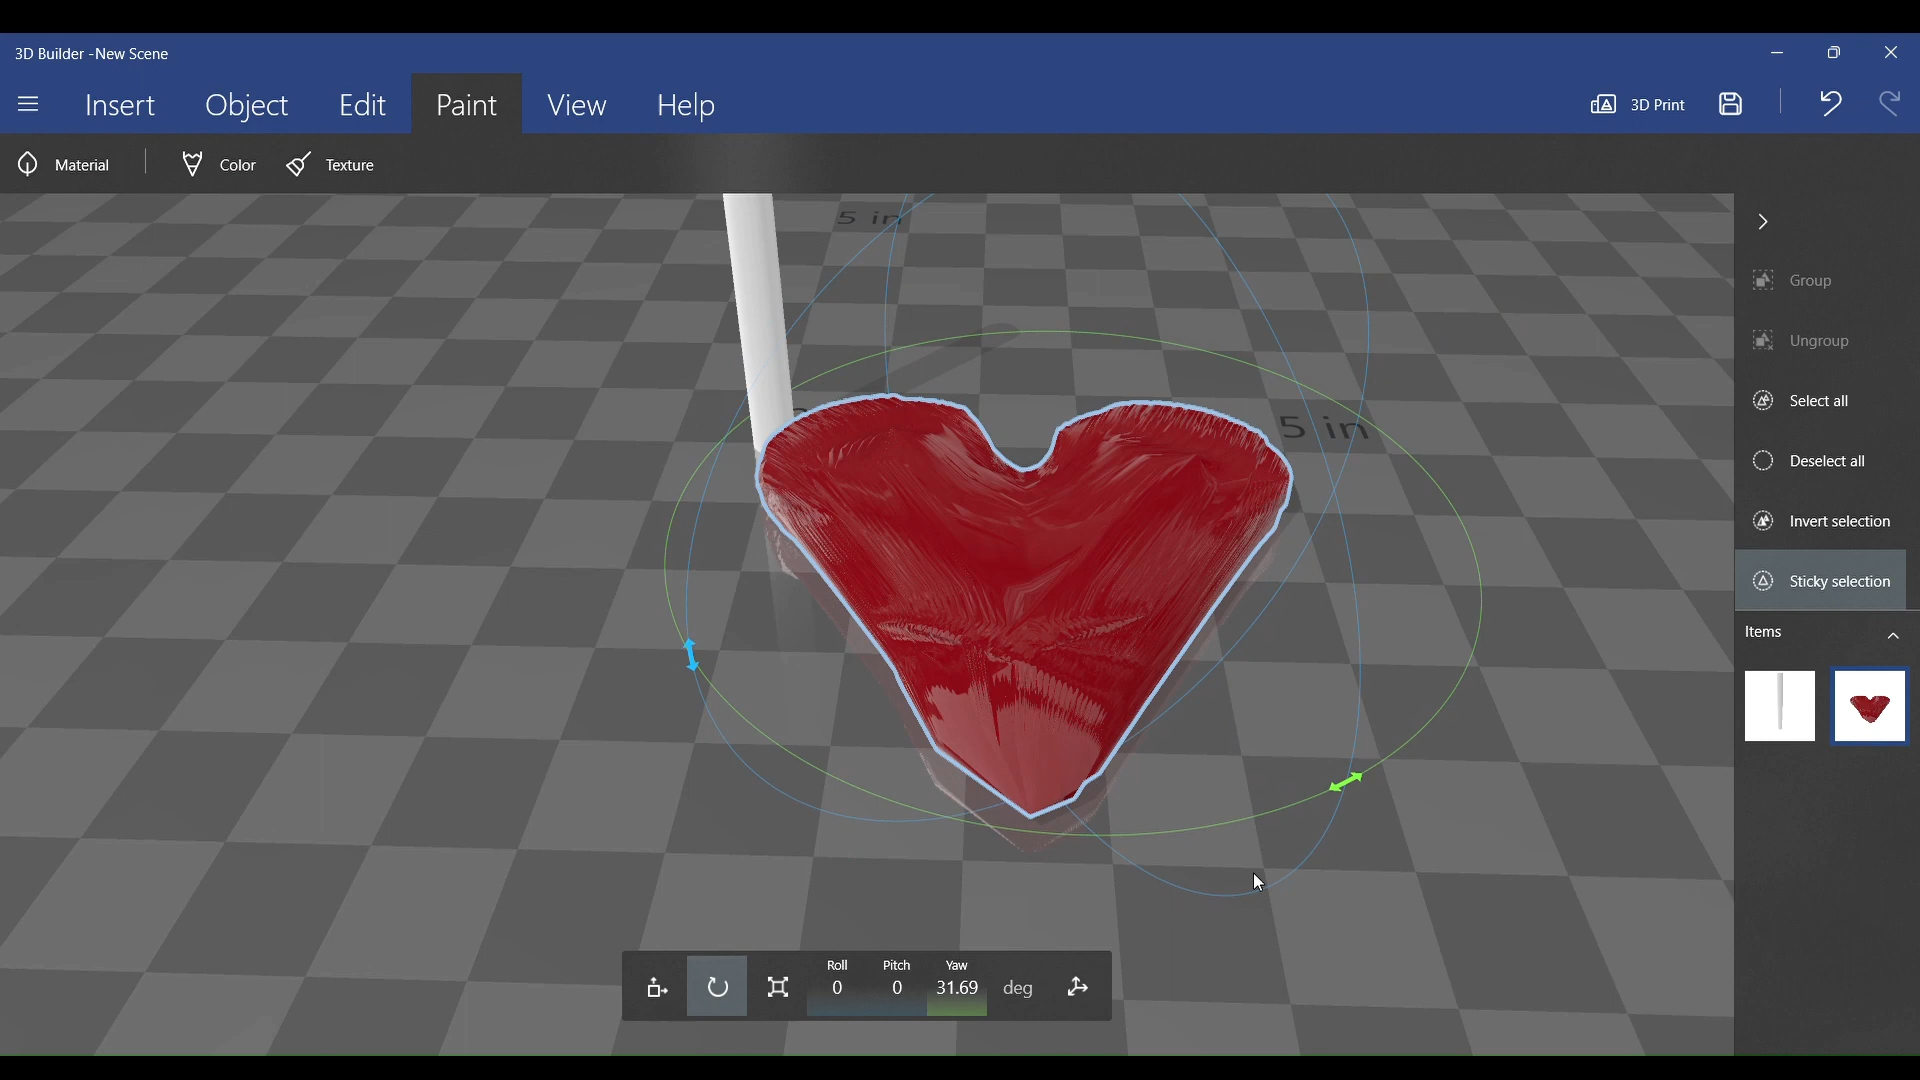 3D Builder -New Scene
Insert Object Edit Paint View Help
3D Print
Material Color Texture
5 in
5 in
Group
Ungroup
Select all
Deselect all
Invert selection
Sticky selection
Items
Roll Pitch Yaw
0 0 31.69 deg